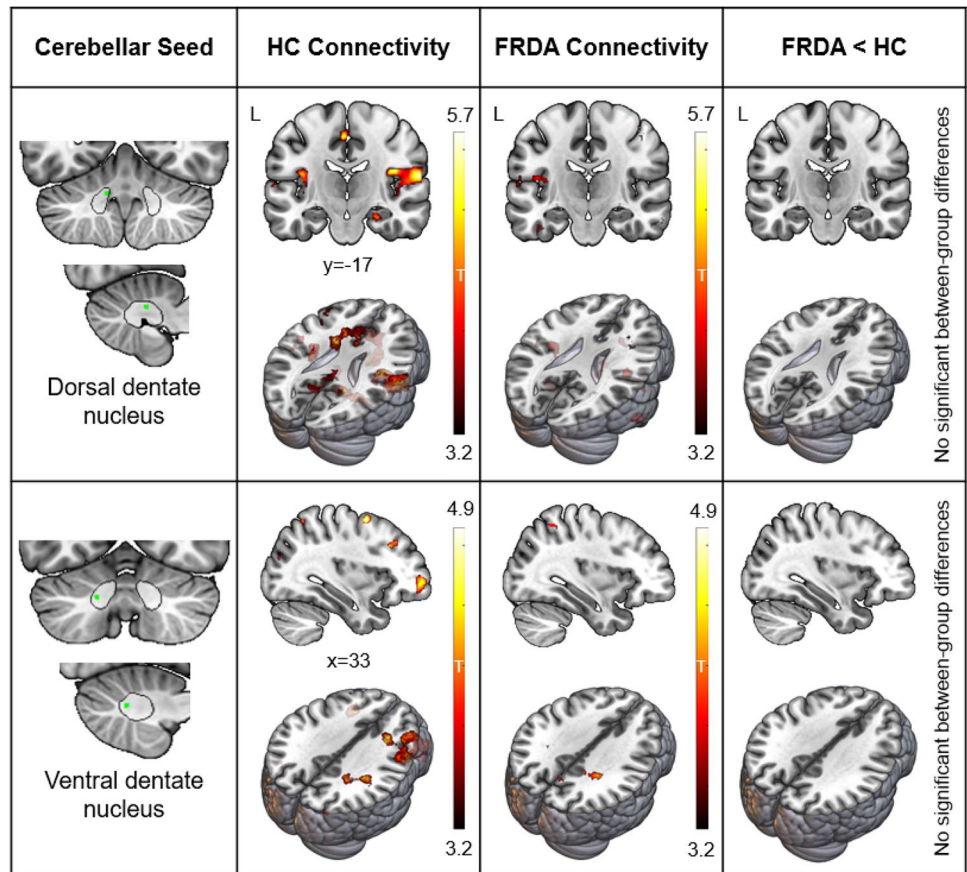 Cerebellar Seed
HC Connectivity
FRDA Connectivity
FRDA < HC
Dorsal dentate
nucleus
L
5.7
T
3.2
y=-17
L
5.7
T
3.2
L
No significant between-group differences
Ventral dentate
nucleus
4.9
T
3.2
x=33
4.9
T
3.2
No significant between-group differences